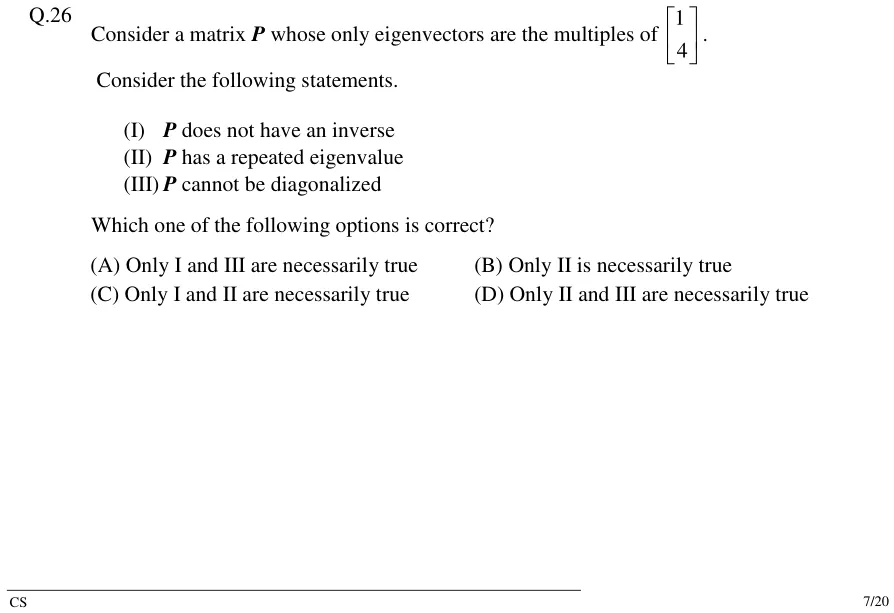 Q.26
Consider a matrix P whose only eigenvectors are the multiples of [1 4].
Consider the following statements.
(I) P does not have an inverse
(II) P has a repeated eigenvalue
(III) P cannot be diagonalized
Which one of the following options is correct?
(A) Only I and III are necessarily true (B) Only II is necessarily true
(C) Only I and II are necessarily true (D) Only II and III are necessarily true
CS 7/20